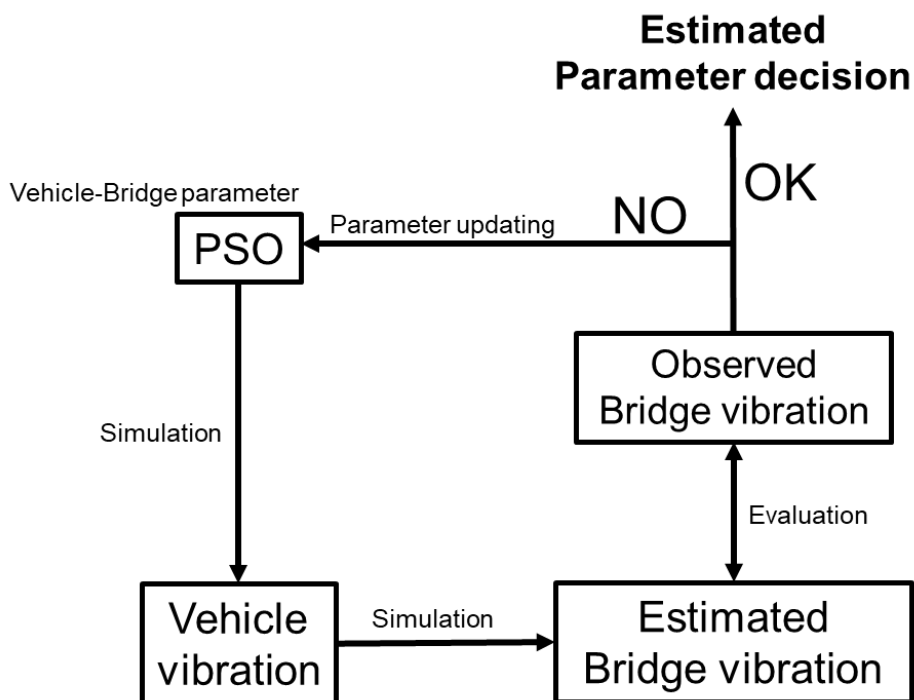 Estimated
Parameter decision
OK
NO
Vehicle-Bridge parameter
Parameter updating
PSO
Observed
Bridge vibration
Simulation
Evaluation
Vehicle
vibration
Simulation
Estimated
Bridge vibration